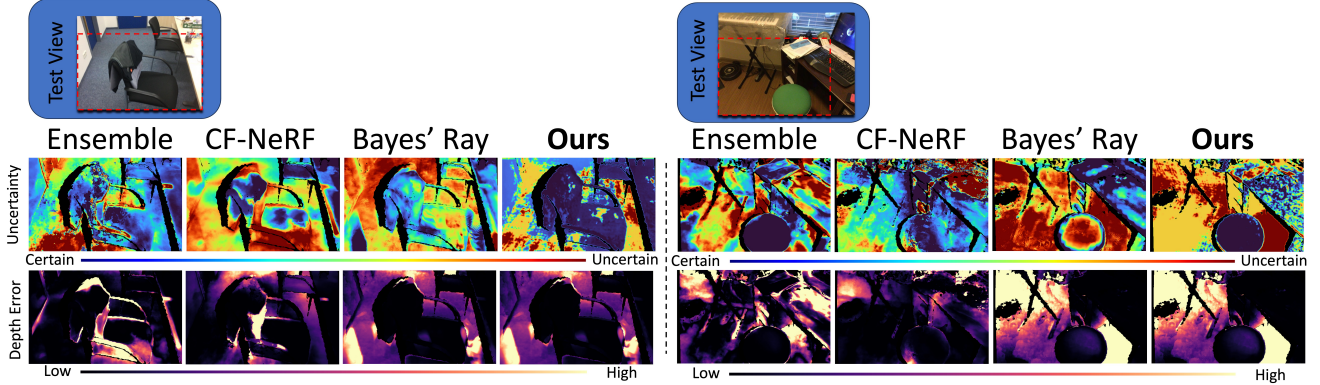 Test View
Test View
Ensemble CF-NeRF Bayes’ Ray Ours
Ensemble CF-NeRF Bayes’ Ray Ours
Uncertainty
Certain Uncertain
Certain Uncertain
Depth Error
Low High
Low High